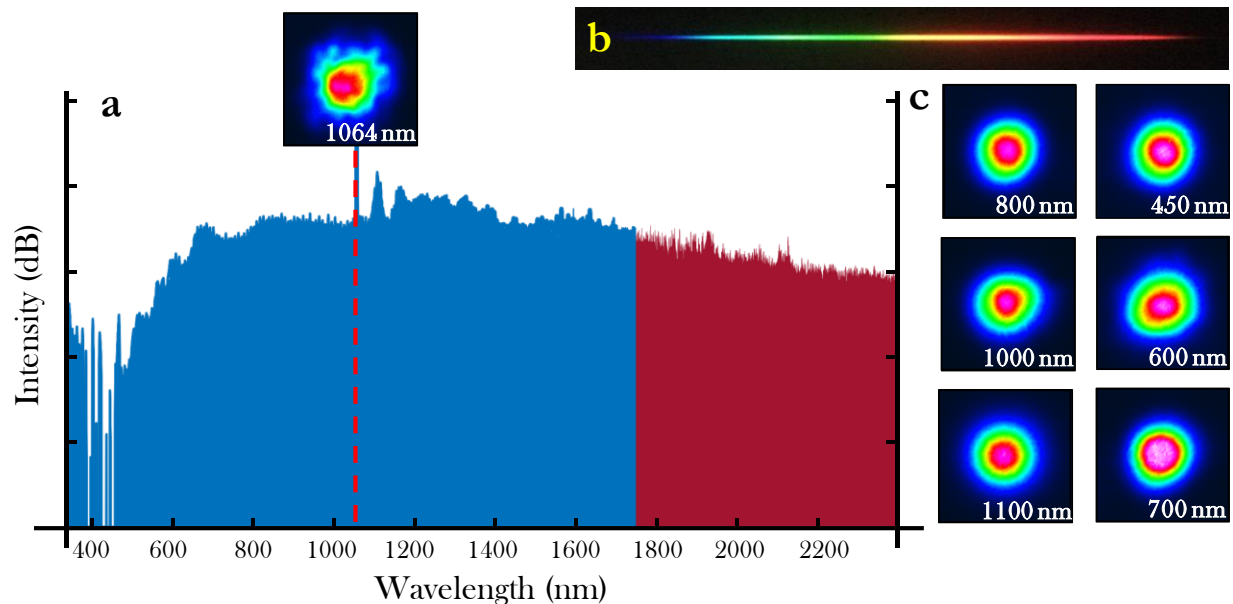 b
a
c
1064 nm
800 nm
450 nm
1000 nm
600 nm
1100 nm
700 nm
Intensity (dB)
400 600 800 1000 1200 1400 1600 1800 2000 2200
Wavelength (nm)